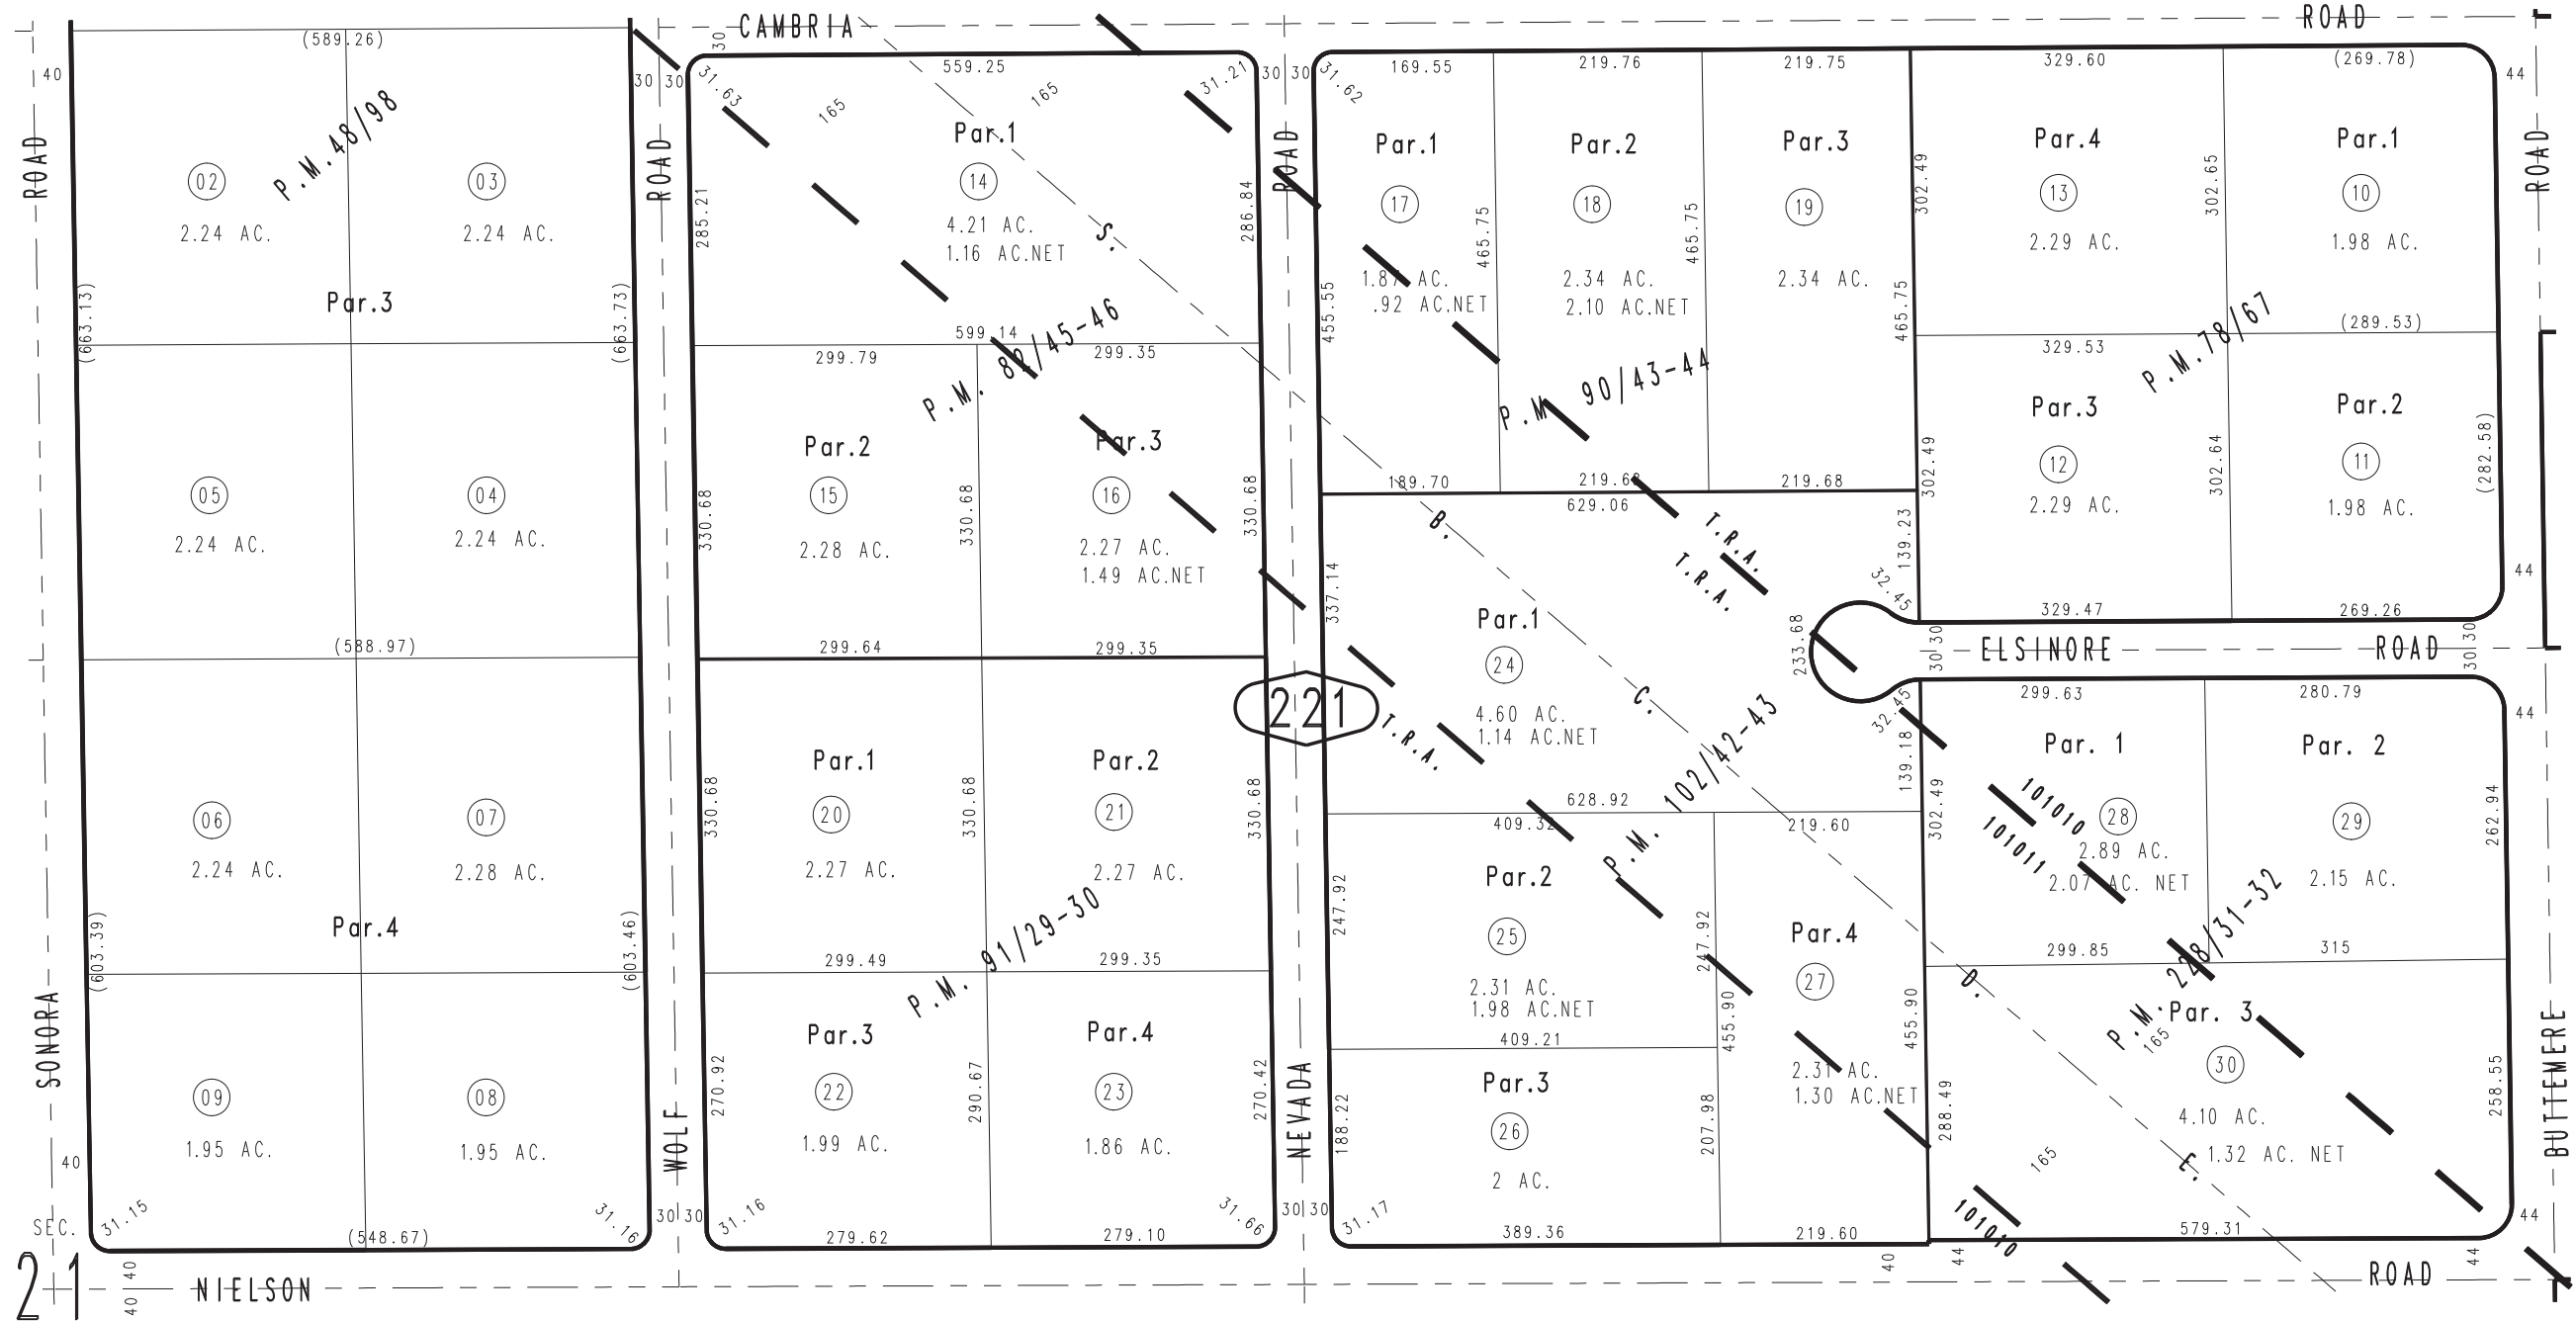 CAMBRIA
ROAD
(589.26)
40
ROAD
P.M.48/98
02
2.24 AC.
03
2.24 AC.
Par.3
(663.13)
(663.73)
05
2.24 AC.
04
2.24 AC.
(588.97)
06
2.24 AC.
07
2.28 AC.
Par.4
(603.39)
(603.46)
09
1.95 AC.
08
1.95 AC.
SONORA
40
SEC.
21
31.15
(548.67)
31.16
40
40
NIELSON
30 30
ROAD
WOLF
30 30
30
31.63
559.25
31.21
165
165
Par.1
14
4.21 AC.
1.16 AC.NET
285.21
286.84
S.
599.14
299.79
299.35
P.M. 82/45-46
Par.2
15
2.28 AC.
Par.3
16
2.27 AC.
1.49 AC.NET
330.68
330.68
330.68
299.64
299.35
Par.1
20
2.27 AC.
Par.2
21
2.27 AC.
330.68
330.68
330.68
299.49
299.35
P.M. 91/29-30
Par.3
22
1.99 AC.
Par.4
23
1.86 AC.
270.92
290.67
270.42
31.16
279.62
279.10
31.66
30 30
ROAD
221
NEVADA
30 30
31.62
169.55
219.76
219.75
Par.1
17
1.87 AC.
.92 AC.NET
Par.2
18
2.34 AC.
2.10 AC.NET
Par.3
19
2.34 AC.
455.55
465.75
465.75
465.75
P.M. 90/43-44
189.70
219.68
219.68
629.06
B.
T.R.A.
T.R.A.
337.14
139.23
32.45
233.68
Par.1
24
4.60 AC.
1.14 AC.NET
C.
T.R.A.
32.45
139.18
628.92
P.M. 102/42-43
409.32
219.60
Par.2
25
2.31 AC.
1.98 AC.NET
247.92
247.92
409.21
Par.3
26
2 AC.
188.22
207.98
Par.4
27
2.31 AC.
1.30 AC.NET
455.90
455.90
31.17
389.36
219.60
40
329.60
(269.78)
44
ROAD
Par.4
13
2.29 AC.
Par.1
10
1.98 AC.
302.49
302.65
329.53
(289.53)
P.M.78/67
Par.3
12
2.29 AC.
Par.2
11
1.98 AC.
302.49
302.64
(282.58)
329.47
269.26
44
30 30
ELSINORE
ROAD
30 30
299.63
280.79
44
Par. 1
28
2.89 AC.
2.07 AC. NET
Par. 2
29
2.15 AC.
101010
101011
302.49
262.94
299.85
315
P.M. 228/31-32
D.
Par. 3
165
30
4.10 AC.
1.32 AC. NET
165
E.
288.49
258.55
101010
579.31
44
44
44
BUTTEMERE
ROAD